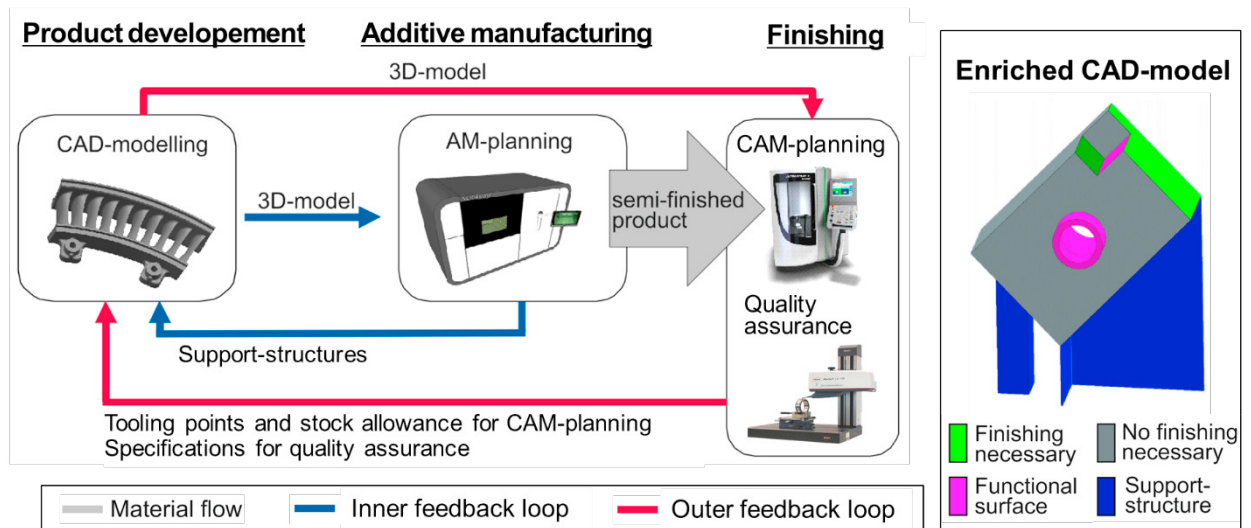 Product developement
Additive manufacturing
Finishing
3D-model
CAD-modelling
AM-planning
CAM-planning
3D-model
semi-finished
product
Quality
assurance
Support-structures
Tooling points and stock allowance for CAM-planning
Specifications for quality assurance
Material flow
Inner feedback loop
Outer feedback loop
Enriched CAD-model
Finishing
necessary
No finishing
necessary
Functional
surface
Support-
structure